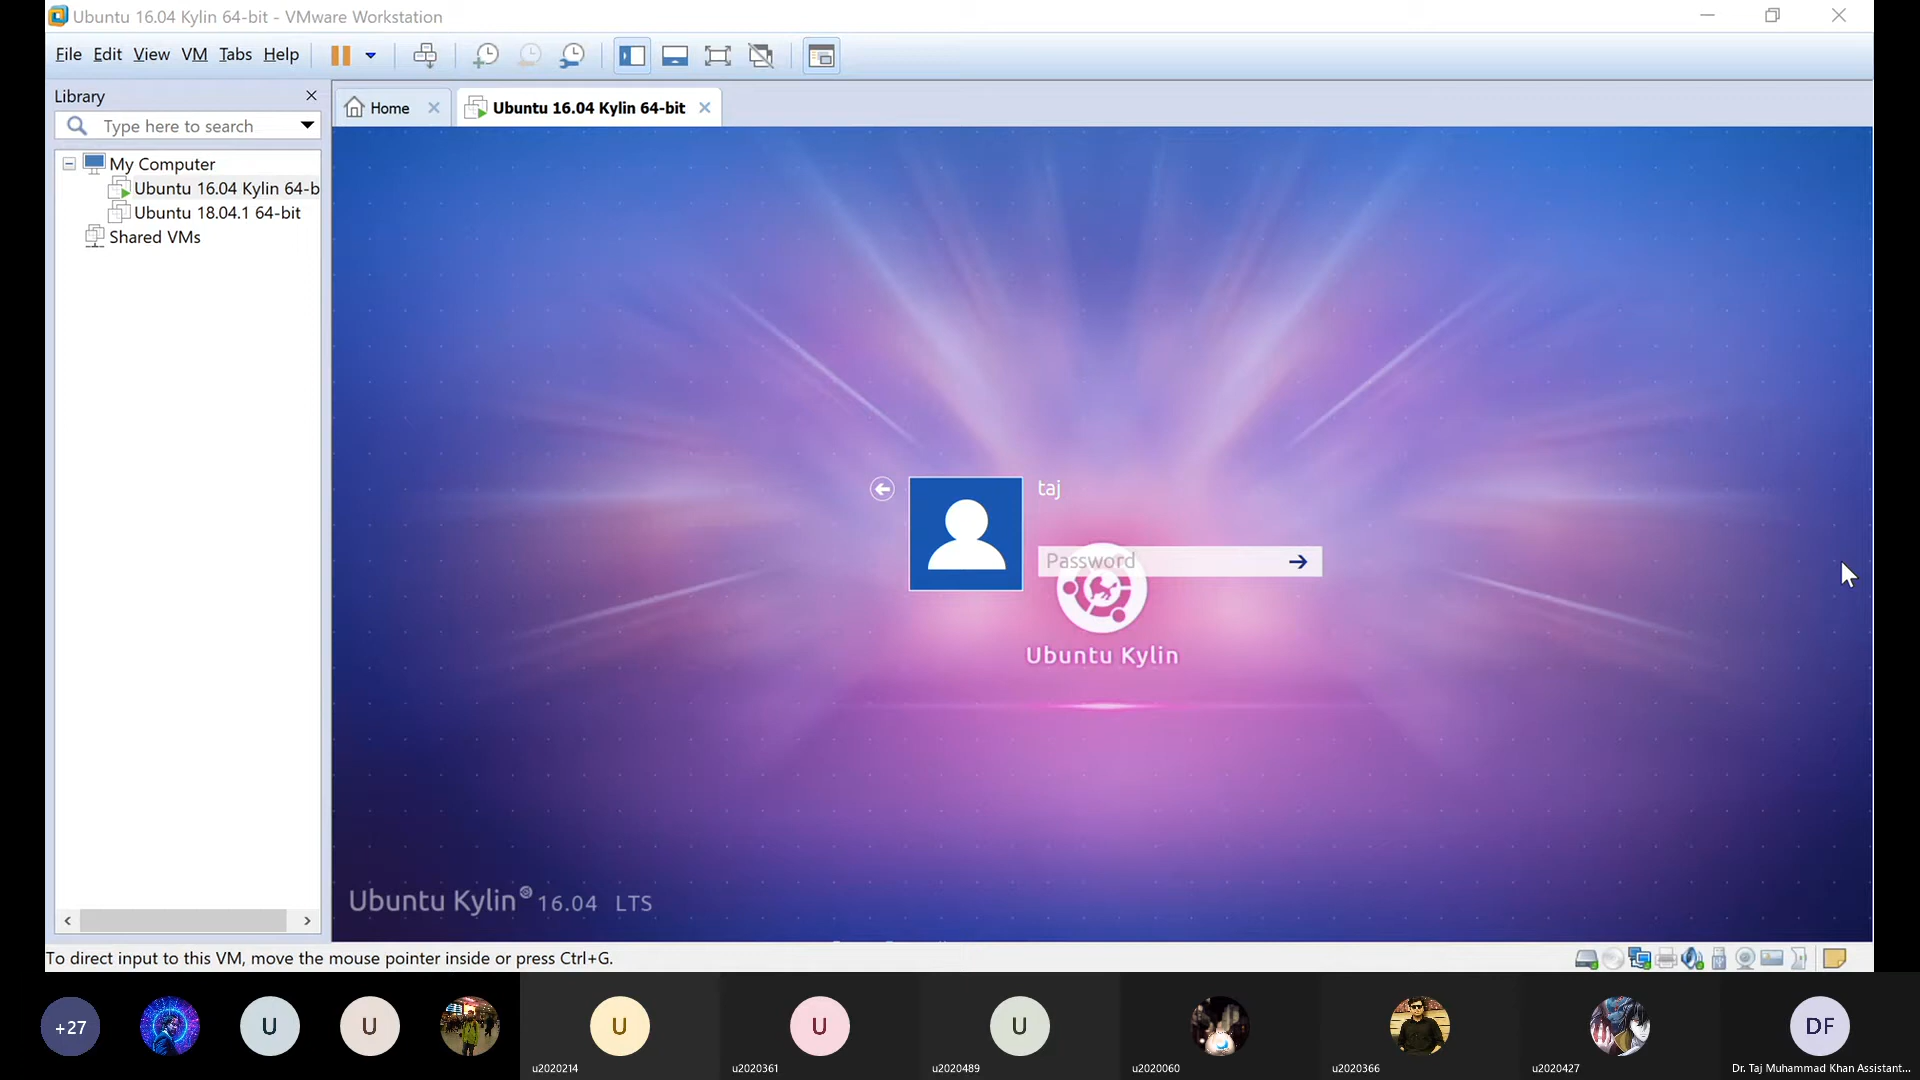 Ubuntu 16.04 Kylin 64-bit - VMware Workstation
File Edit View VM Tabs Help
Library
Type here to search
My Computer
Ubuntu 16.04 Kylin 64-b
Ubuntu 18.04.1 64-bit
Shared VMs
Home
Ubuntu 16.04 Kylin 64-bit
taj
Password
Ubuntu Kylin
Ubuntu Kylin® 16.04 LTS
To direct input to this VM, move the mouse pointer inside or press Ctrl+G.
+27
U
U
U
U
U
DF
u2020214
u2020361
u2020489
u2020060
u2020366
u2020427
Dr. Taj Muhammad Khan Assistant...